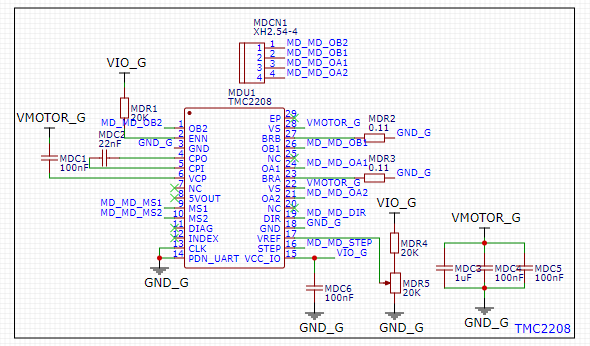 MDCN1
XH2.54-4
1 MD_MD_OB2
2 MD_MD_OB1
3 MD_MD_OA1
4 MD_MD_OA2
VIO_G
MDU1
TMC2208
MDR1
20K
VMOTOR_G
MD_MD_OB2
MDC2
22nF
GND_G
MDC1
100nF
MD_MD_MS1
MD_MD_MS2
GND_G
1 OB2
2 ENN
3 GND
4 CPO
5 CPI
6 VCP
7 NC
8 5VOUT
9 MS1
10 MS2
11 DIAG
12 INDEX
13 CLK
14 PDN_UART
EP 29
VS 28
BRB 27
OB1 26
NC 25
OA1 24
BRA 23
VS 22
OA2 21
NC 20
DIR 19
GND 18
VREF 17
STEP 16
VCC_IO 15
VMOTOR_G
MDR2
0.11
GND_G
MD_MD_OB1
MD_MD_OA1
MDR3
0.11
GND_G
VMOTOR_G
MD_MD_OA2
MD_MD_DIR
GND_G
MD_MD_STEP
VIO_G
VIO_G
MDR4
20K
MDR5
20K
GND_G
MDC6
100nF
GND_G
VMOTOR_G
MDC3
1uF
MDC4
100nF
MDC5
100nF
GND_G
TMC2208